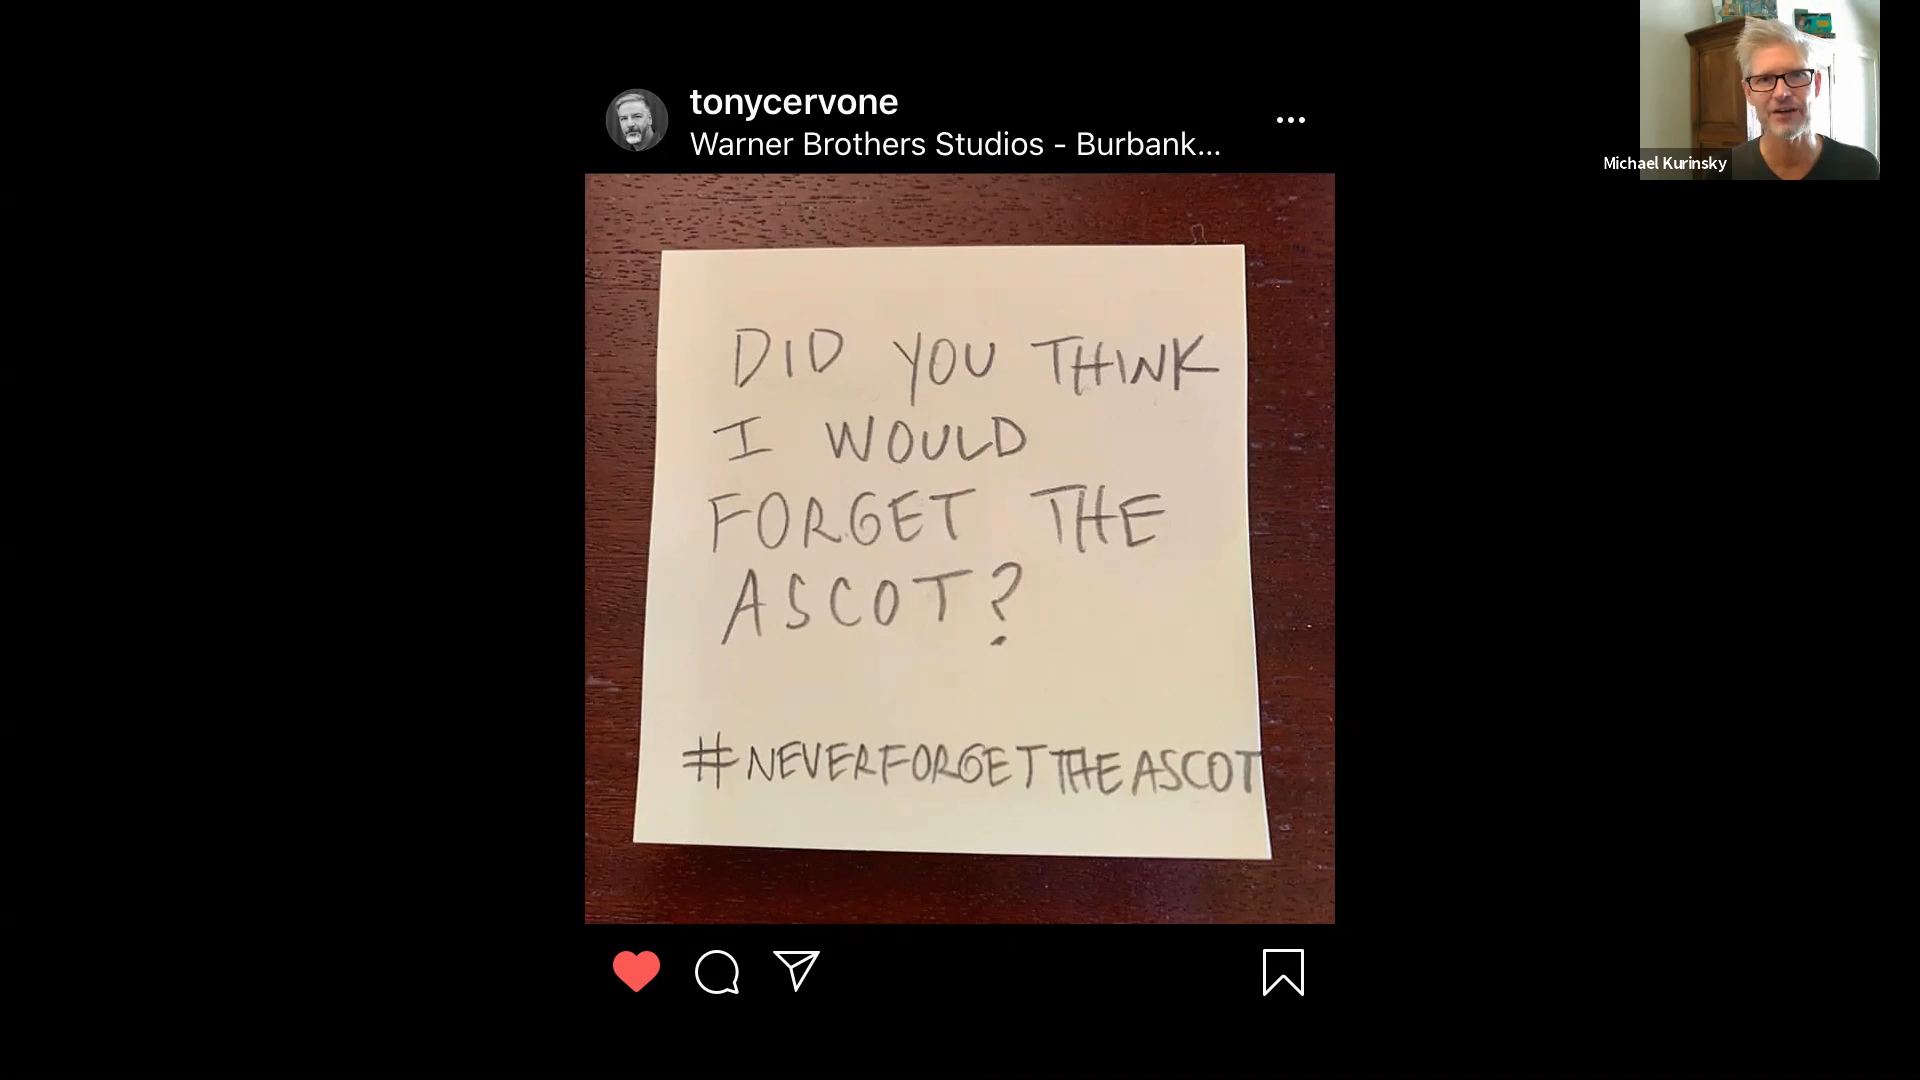 tonycervone
Warner Brothers Studios - Burbank...
Michael Kurinsky
DID YOU THINK
I WOULD
FORGET THE
ASCOT?
#NEVERFORGETTHEASCOT